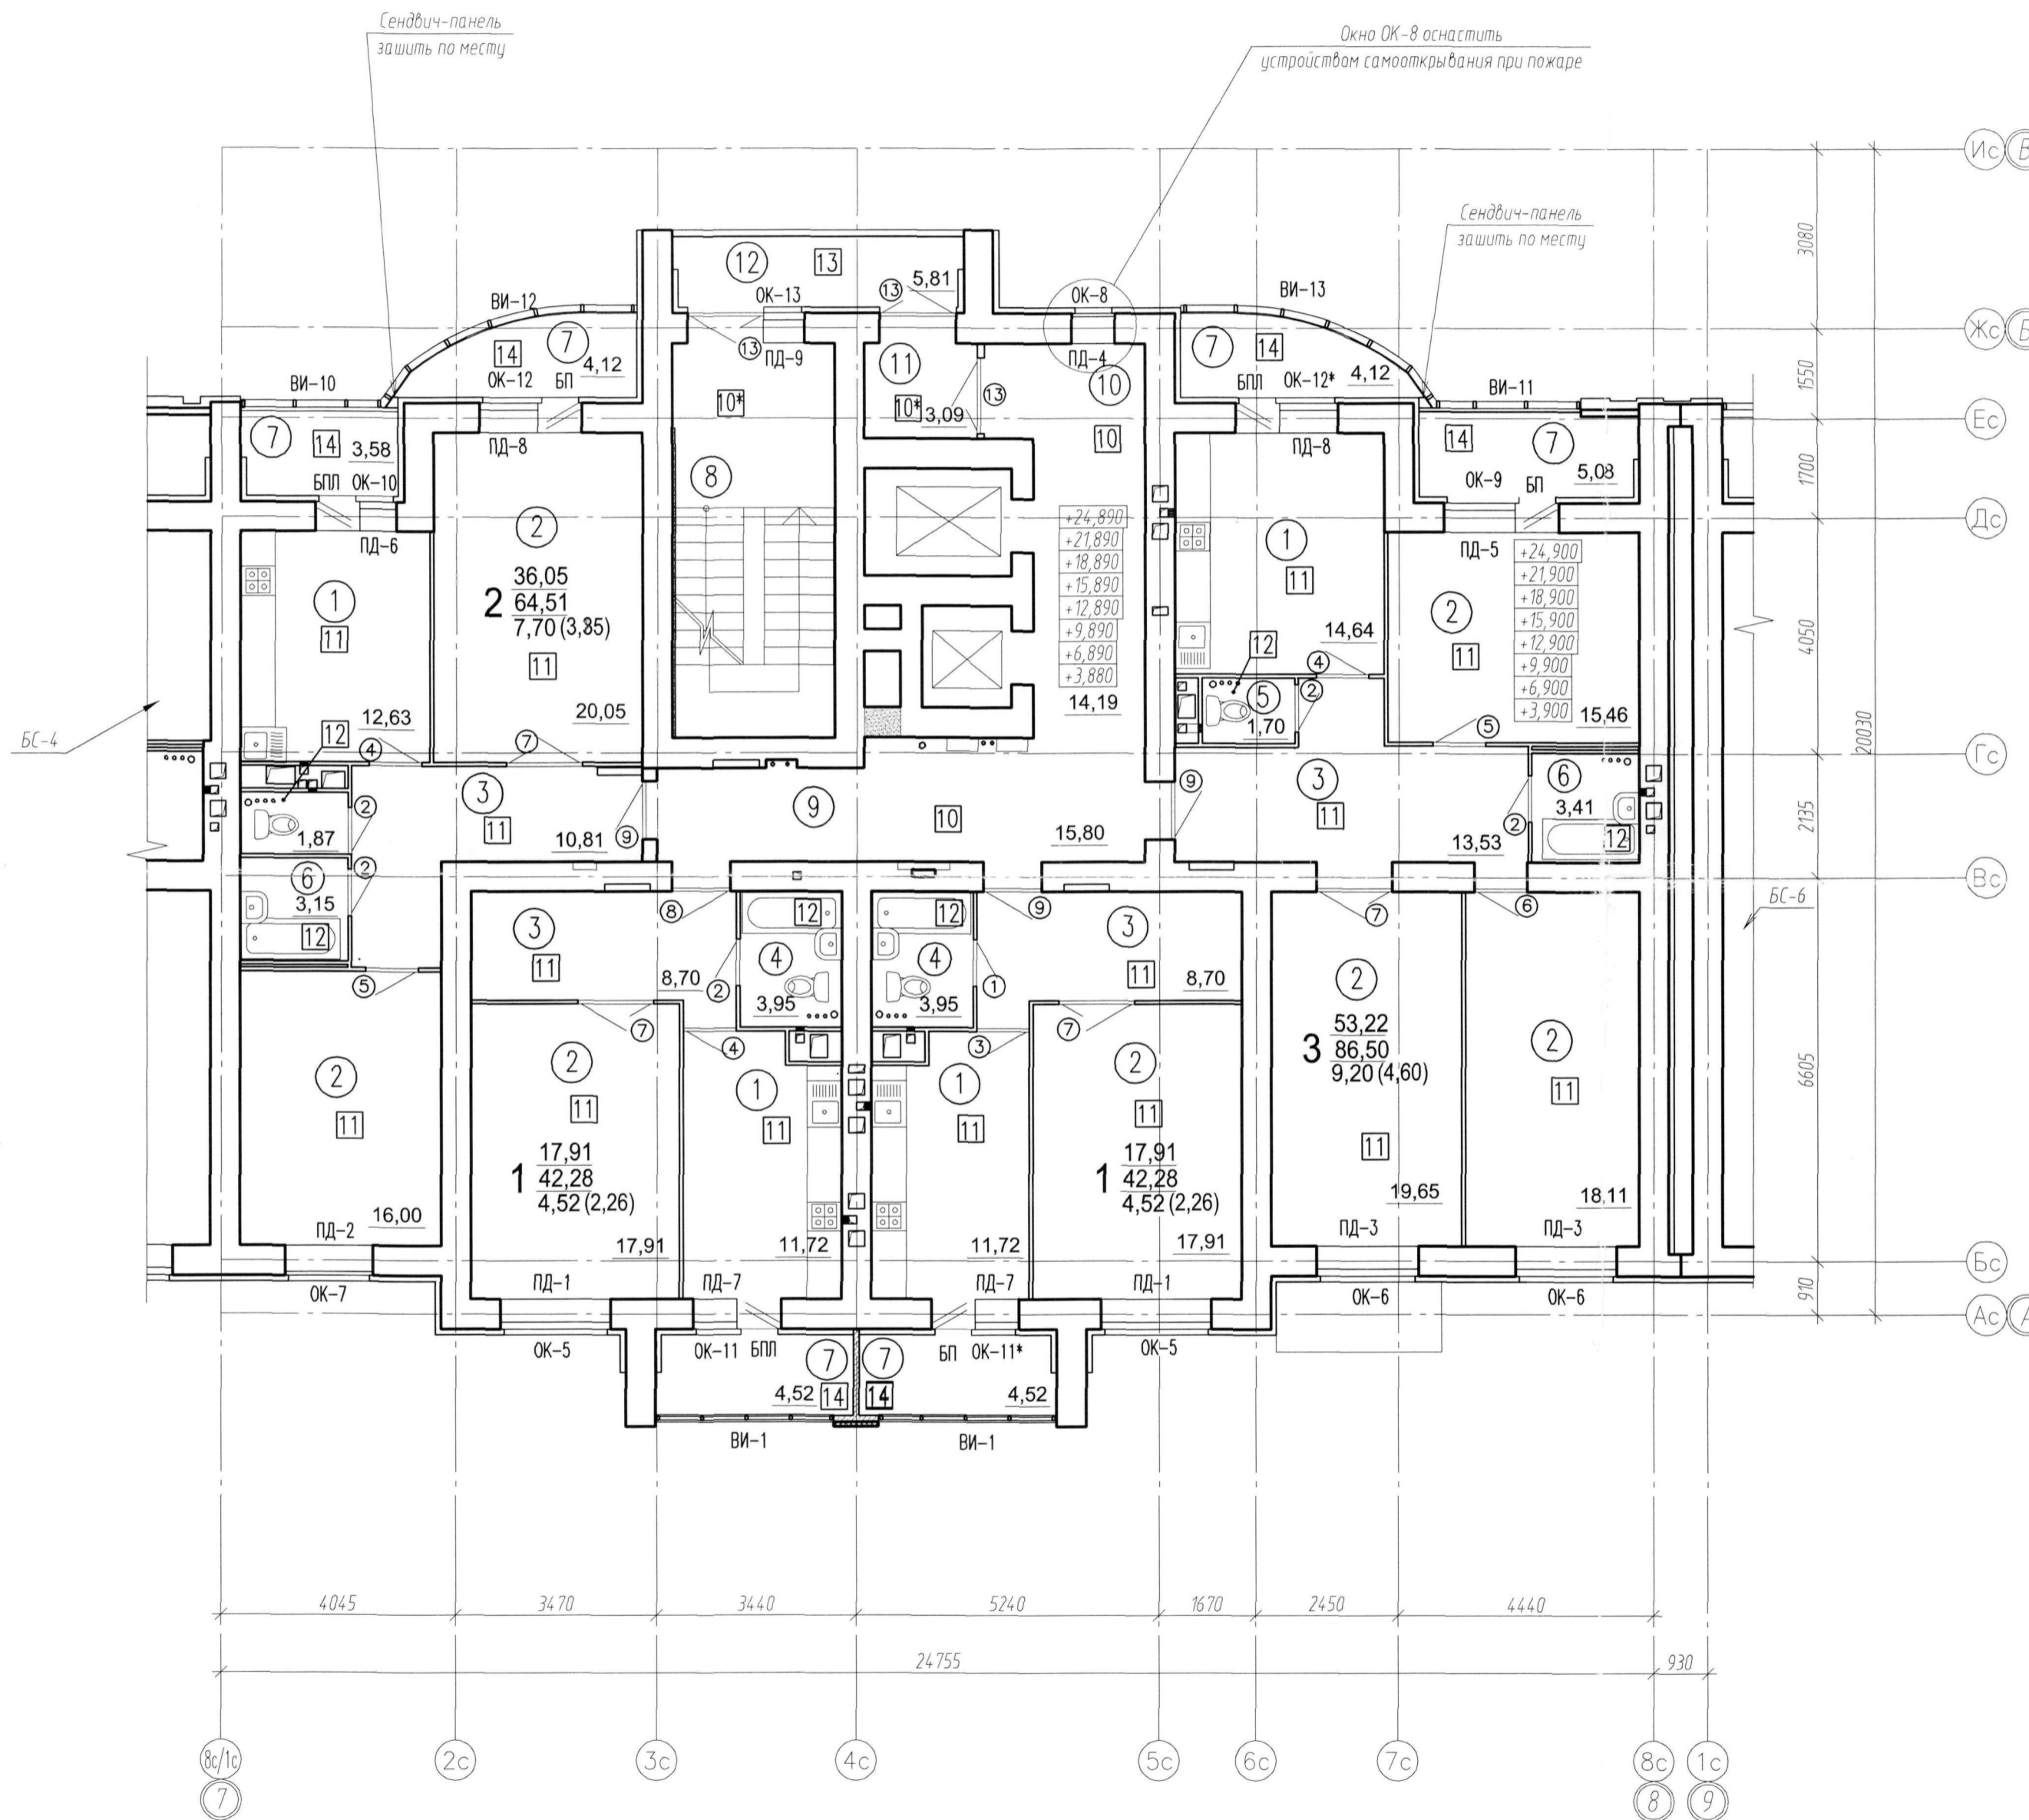 Сендвич-панель
зашить по месту
Окно ОК-8 оснастить
устройством самооткрывания при пожаре
Сендвич-панель
зашить по месту
Ис
3080
12
13
5,81
13
ОК-13
ОК-8
ВИ-12
ВИ-13
Жс
13
ПД-9
11
ПД-4
7
14
4,12
ОК-12 БП
7
14
БПЛ ОК-12* 4,12
10
1550
ВИ-10
ВИ-11
10*
10*
3,09
13
Ес
7
14
3,58
БПЛ ОК-10
ПД-8
10
ПД-8
14
7
ОК-9 БП 5,08
1700
8
Дс
ПД-6
2
1
ПД-5
+24,890
+21,890
+18,890
+15,890
+12,890
+9,890
+6,890
+3,880
14,19
+24,900
+21,900
+18,900
+15,900
+12,900
+9,900
+6,900
+3,900
15,46
1
11
2 36,05
64,51
7,70 (3,85)
11
20,05
11
14,64
2
11
4050
20030
БС-4
12,63
12
4
7
12
4
5
1,70
2
5
Гс
3
11
10,81
9
2
1,87
9
10
15,80
9
3
11
13,53
2
6
3,41
12
2135
2
6
3,15
12
Вс
8
9
7
6
БС-6
5
3
11
8,70
2
12
4
3,95
12
4
3,95
1
3
11
8,70
7
4
3
7
2
11
16,00
ПД-2
ОК-7
2
11
1 17,91
42,28
4,52 (2,26)
17,91
1
11
11,72
1
11
11,72
2
11
1 17,91
42,28
4,52 (2,26)
17,91
2
3 53,22
86,50
9,20 (4,60)
11
19,65
ПД-3
2
11
18,11
ПД-3
6605
Бс
ПД-1
ПД-7
ПД-7
ПД-1
ОК-6
ОК-6
910
Ас
ОК-5
ОК-11 БПЛ
7
7
БП ОК-11*
ОК-5
4,52
14
14
4,52
ВИ-1
ВИ-1
4045
3470
3440
5240
1670
2450
4440
24755
930
8с/1с
2с
3с
4с
5с
6с
7с
8с
1с
7
8
9